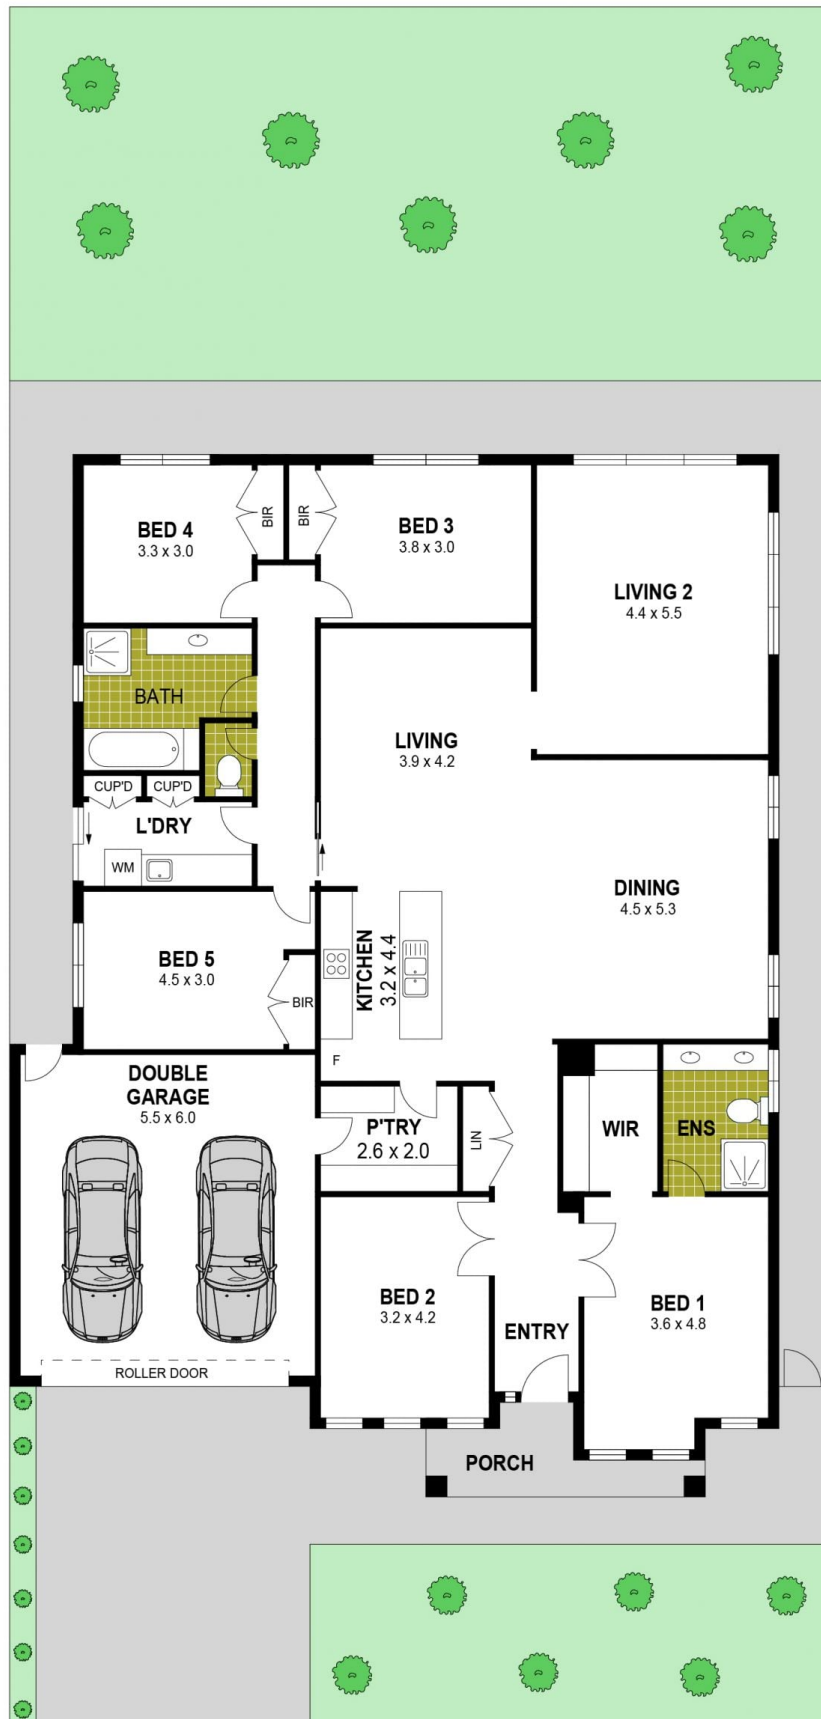 BED 4
3.3 x 3.0
BIR
BIR
BED 3
3.8 x 3.0
LIVING 2
4.4 x 5.5
BATH
LIVING
3.9 x 4.2
CUP'D
CUP'D
L'DRY
WM
DINING
4.5 x 5.3
BED 5
4.5 x 3.0
BIR
KITCHEN
3.2 x 4.4
F
DOUBLE
GARAGE
5.5 x 6.0
P'TRY
2.6 x 2.0
LIN
WIR
ENS
BED 2
3.2 x 4.2
ENTRY
BED 1
3.6 x 4.8
ROLLER DOOR
PORCH